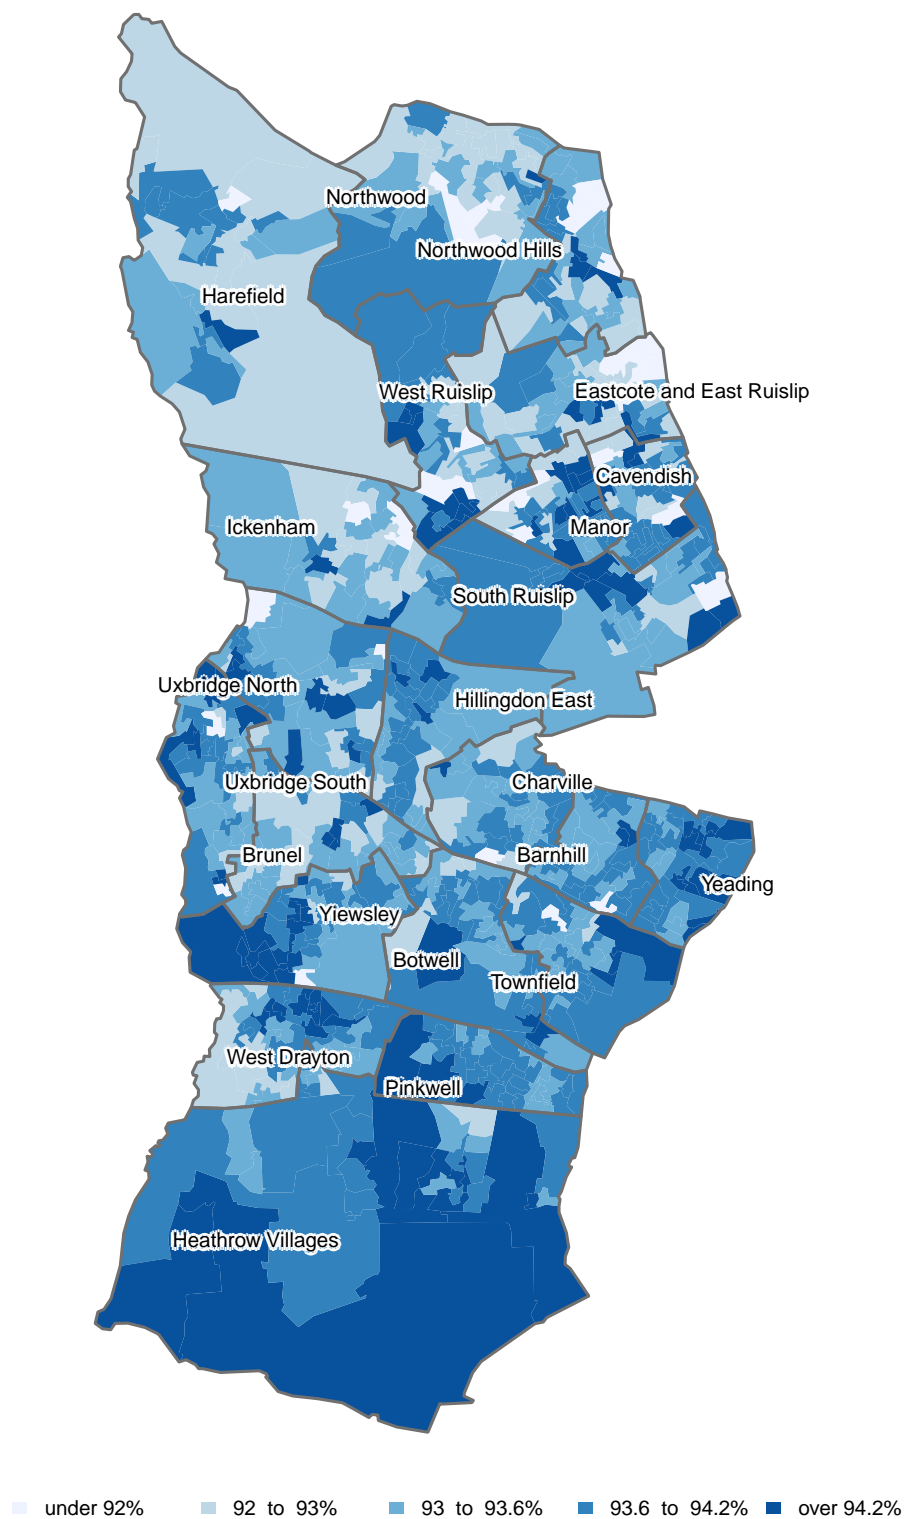 Northwood
Northwood Hills
Harefield
West Ruislip
Eastcote and East Ruislip
Cavendish
Ickenham
Manor
South Ruislip
Uxbridge North
Hillingdon East
Uxbridge South
Charville
Brunel
Barnhill
Yeading
Yiewsley
Botwell
Townfield
West Drayton
Pinkwell
Heathrow Villages
under 92% 92 to 93% 93 to 93.6% 93.6 to 94.2% over 94.2%